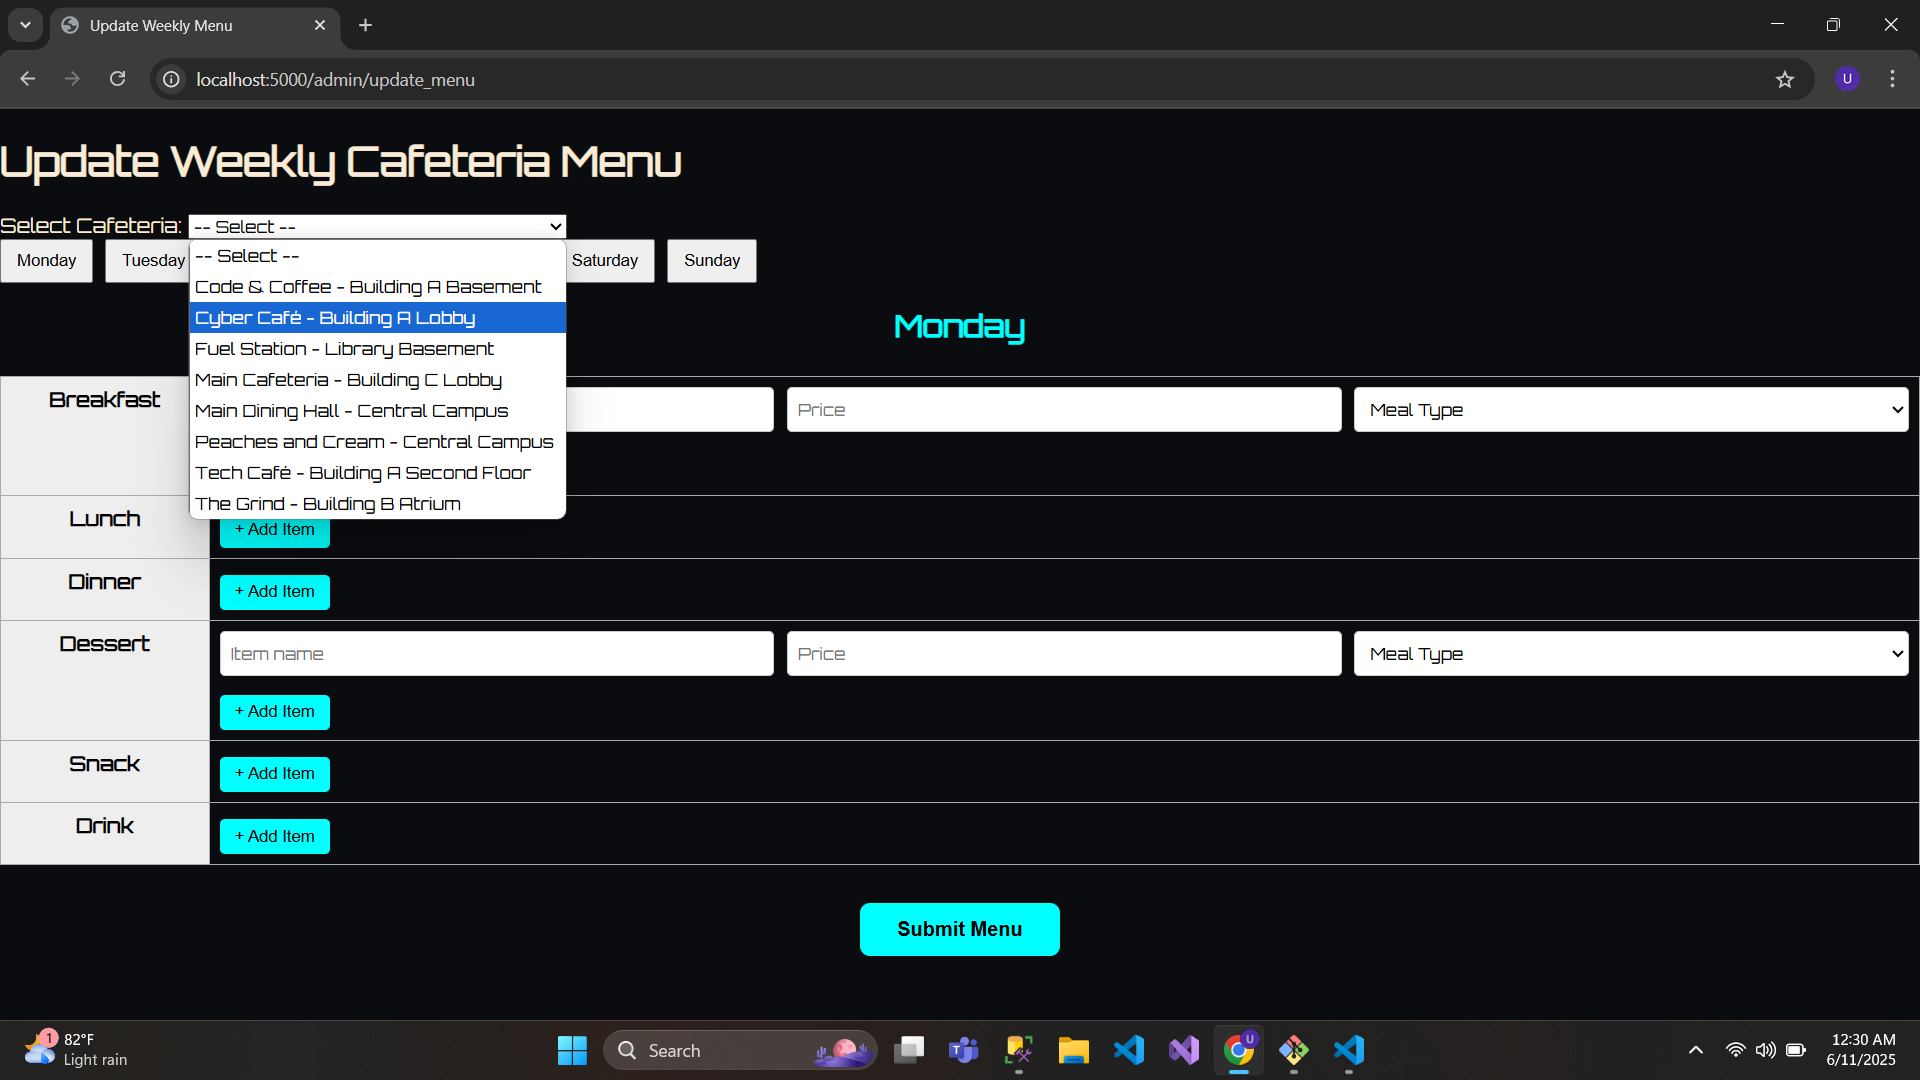 Update Weekly Menu
localhost:5000/admin/update_menu
U
Update Weekly Cafeteria Menu
Select Cafeteria: -- Select --
Monday Tuesday Saturday Sunday
-- Select --
Code & Coffee - Building A Basement
Cyber Café - Building A Lobby
Fuel Station - Library Basement
Main Cafeteria - Building C Lobby
Main Dining Hall - Central Campus
Peaches and Cream - Central Campus
Tech Café - Building A Second Floor
The Grind - Building B Atrium
Monday
Breakfast Price Meal Type
Lunch
+ Add Item
Dinner
+ Add Item
Dessert
Item name Price Meal Type
+ Add Item
Snack
+ Add Item
Drink
+ Add Item
Submit Menu
1
82°F
Light rain
Search
T
U
12:30 AM
6/11/2025